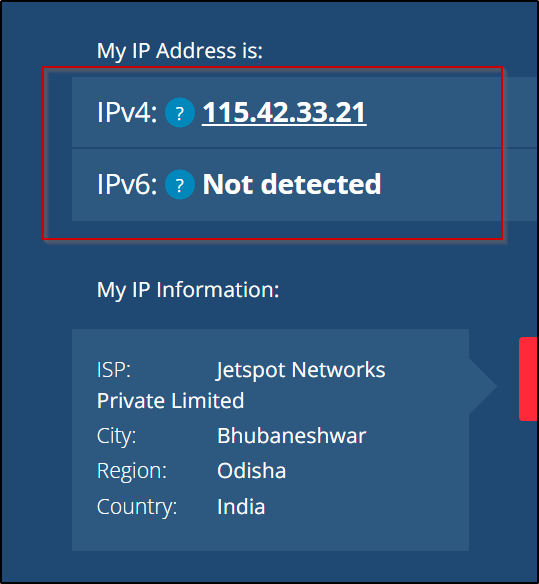 My IP Address is:
IPv4: ? 115.42.33.21
IPv6: ? Not detected
My IP Information:
ISP: Jetspot Networks
Private Limited
City: Bhubaneshwar
Region: Odisha
Country: India